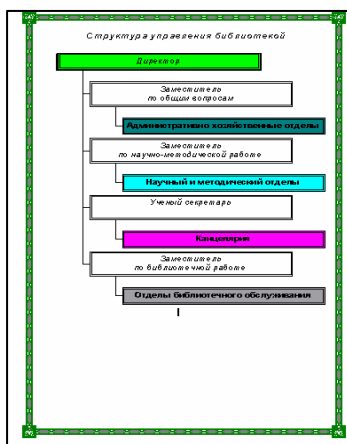 Структура управления библиотекой
Директор
Заместитель
по общим вопросам
Административно хозяйственные отделы
Заместитель
по научно-методической работе
Научный и методический отделы
Ученый секретарь
Канцелярия
Заместитель
по библиотечной работе
Отделы библиотечного обслуживания